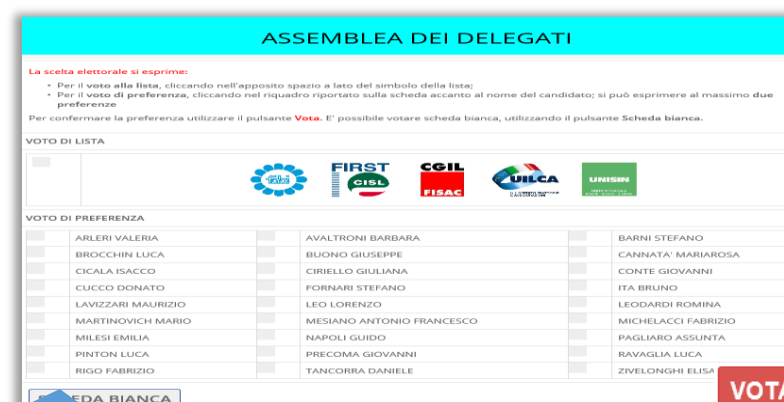 ASSEMBLEA DEI DELEGATI
La scelta elettorale si esprime:
• Per il voto alla lista, cliccando nell'apposito spazio a lato del simbolo della lista;
• Per il voto di preferenza, cliccando nel riquadro riportato sulla scheda accanto al nome del candidato; si può esprimere al massimo due
preferenze
Per confermare la preferenza utilizzare il pulsante Vota. E' possibile votare scheda bianca, utilizzando il pulsante Scheda bianca.
VOTO DI LISTA
FIRST CISL CGIL FISAC UILCA UNISIN
VOTO DI PREFERENZA
ARLERI VALERIA AVALTRONI BARBARA BARNI STEFANO
BROCCHIN LUCA BUONO GIUSEPPE CANNATA' MARIAROSA
CICALA ISACCO CIRIELLO GIULIANA CONTE GIOVANNI
CUCCO DONATO FORNARI STEFANO ITA BRUNO
LAVIZZARI MAURIZIO LEO LORENZO LEODARDI ROMINA
MARTINOVICH MARIO MESIANO ANTONIO FRANCESCO MICHELACCI FABRIZIO
MILESI EMILIA NAPOLI GUIDO PAGLIARO ASSUNTA
PINTON LUCA PRECOMA GIOVANNI RAVAGLIA LUCA
RIGO FABRIZIO TANCORRA DANIELE ZIVELONGHI ELISA
EDA BIANCA VOTA